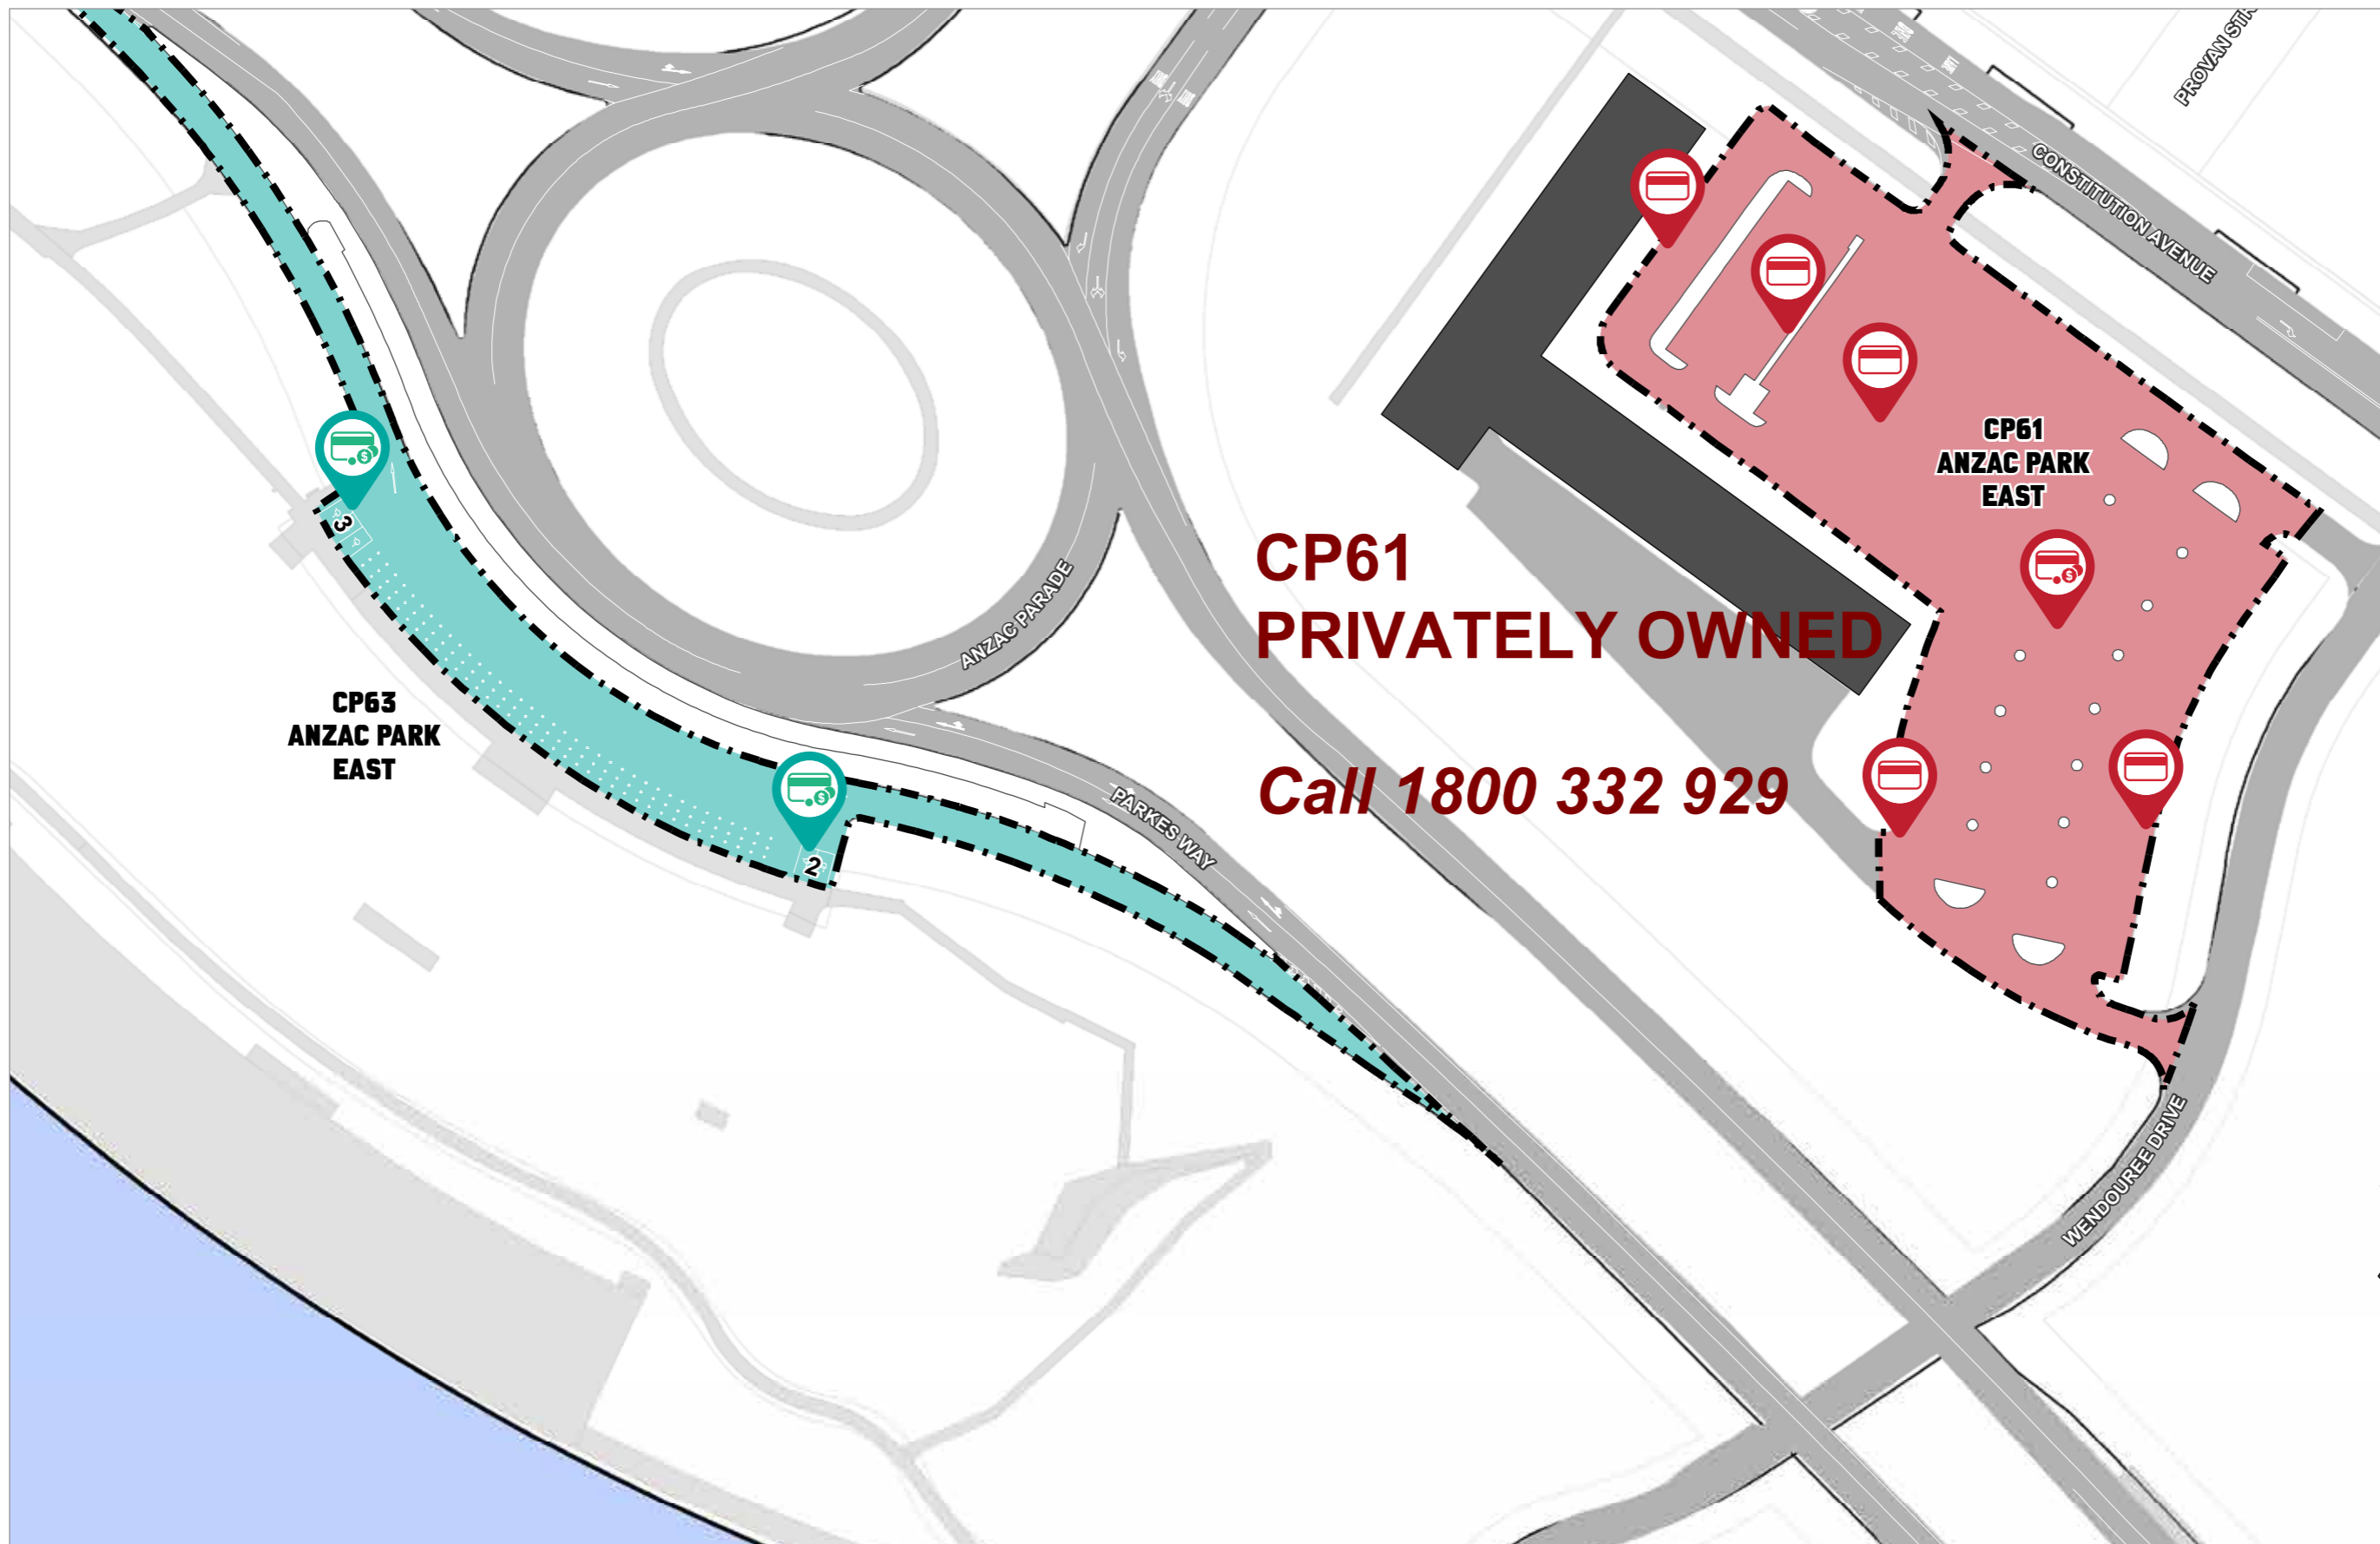 PROVAN STR
CONSTITUTION AVENUE
CP61
ANZAC PARK
EAST
3
ANZAC PARADE
CP61
PRIVATELY OWNED
CP63
ANZAC PARK
EAST
Call 1800 332 929
PARKES WAY
2
WENDOUREE DRIVE